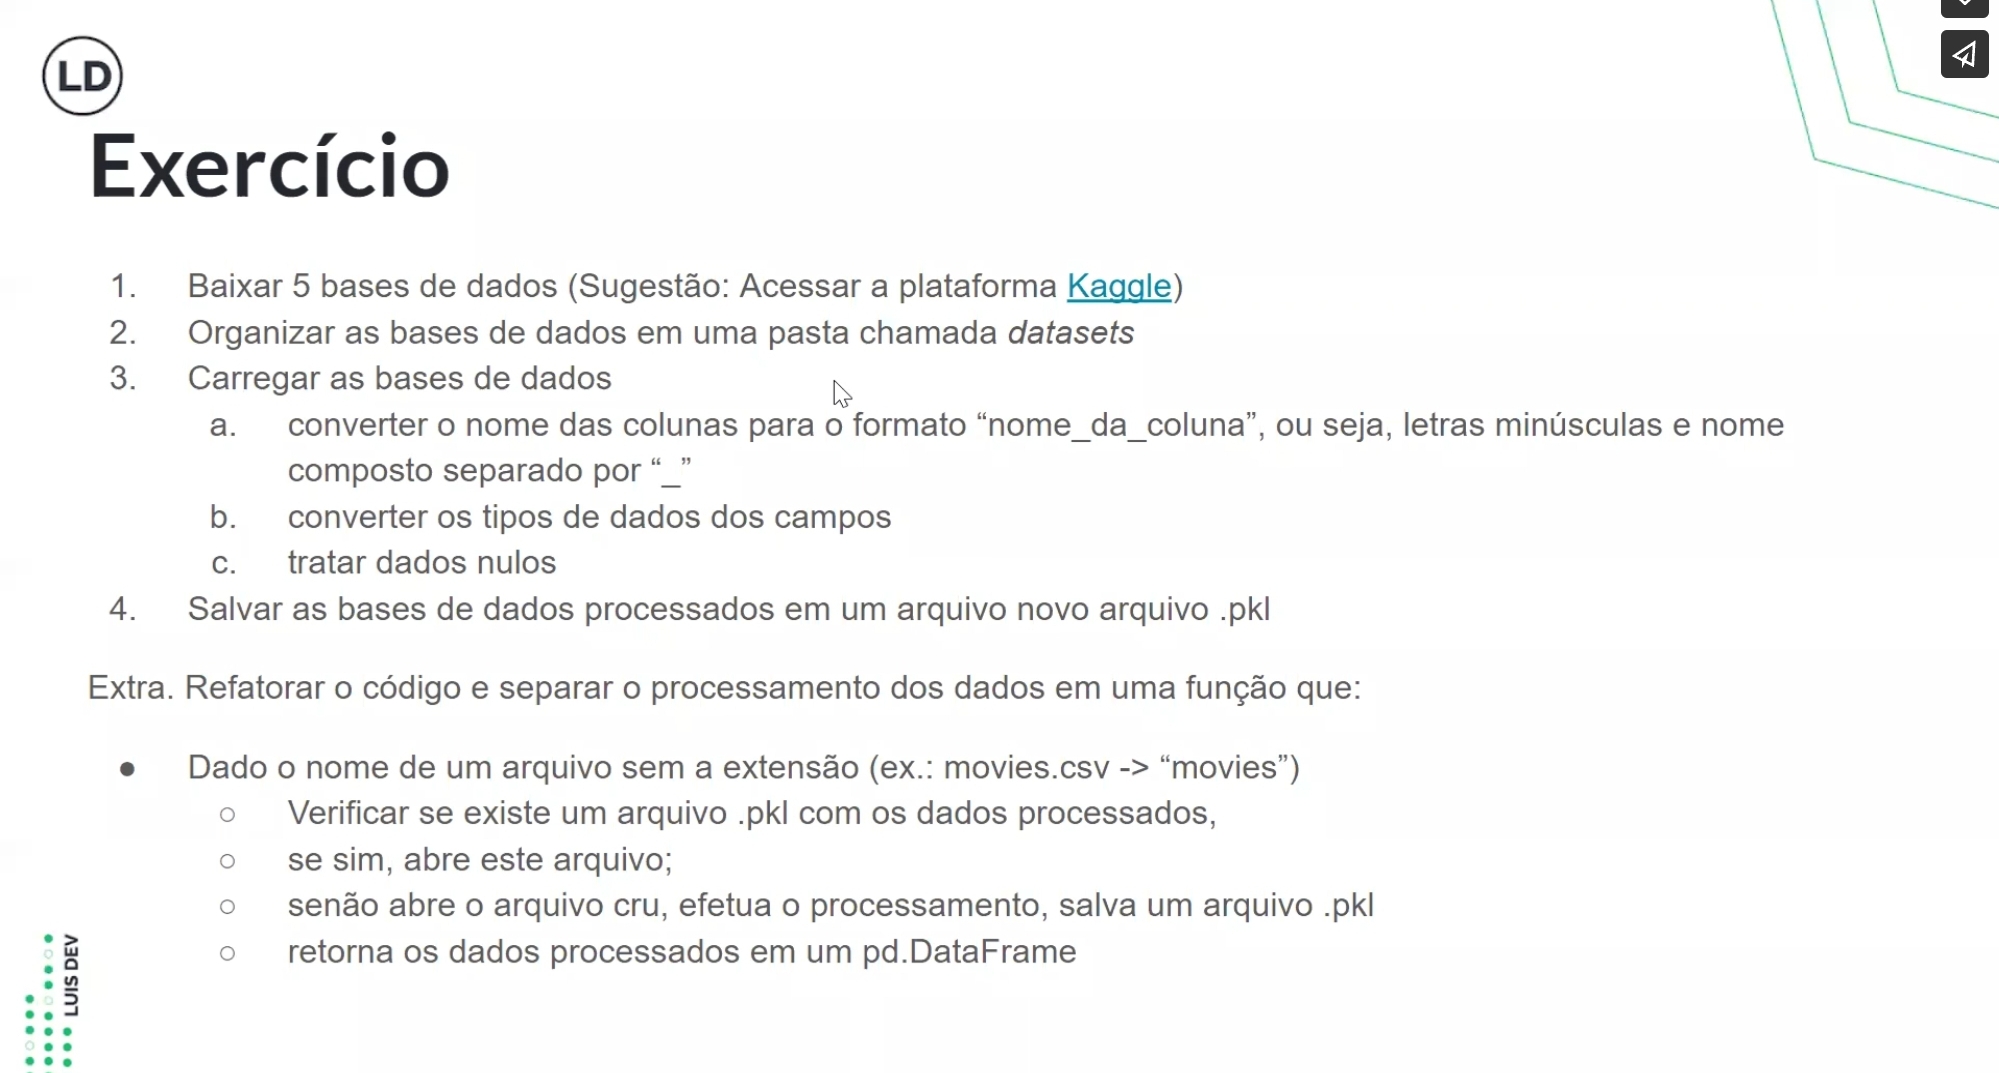 LD
Exercício
1. Baixar 5 bases de dados (Sugestão: Acessar a plataforma Kaggle)
2. Organizar as bases de dados em uma pasta chamada datasets
3. Carregar as bases de dados
a. converter o nome das colunas para o formato “nome_da_coluna”, ou seja, letras minúsculas e nome
composto separado por “_”
b. converter os tipos de dados dos campos
c. tratar dados nulos
4. Salvar as bases de dados processados em um arquivo novo arquivo .pkl
Extra. Refatorar o código e separar o processamento dos dados em uma função que:
● Dado o nome de um arquivo sem a extensão (ex.: movies.csv -> “movies”)
○ Verificar se existe um arquivo .pkl com os dados processados,
○ se sim, abre este arquivo;
○ senão abre o arquivo cru, efetua o processamento, salva um arquivo .pkl
○ retorna os dados processados em um pd.DataFrame
LUIS DEV